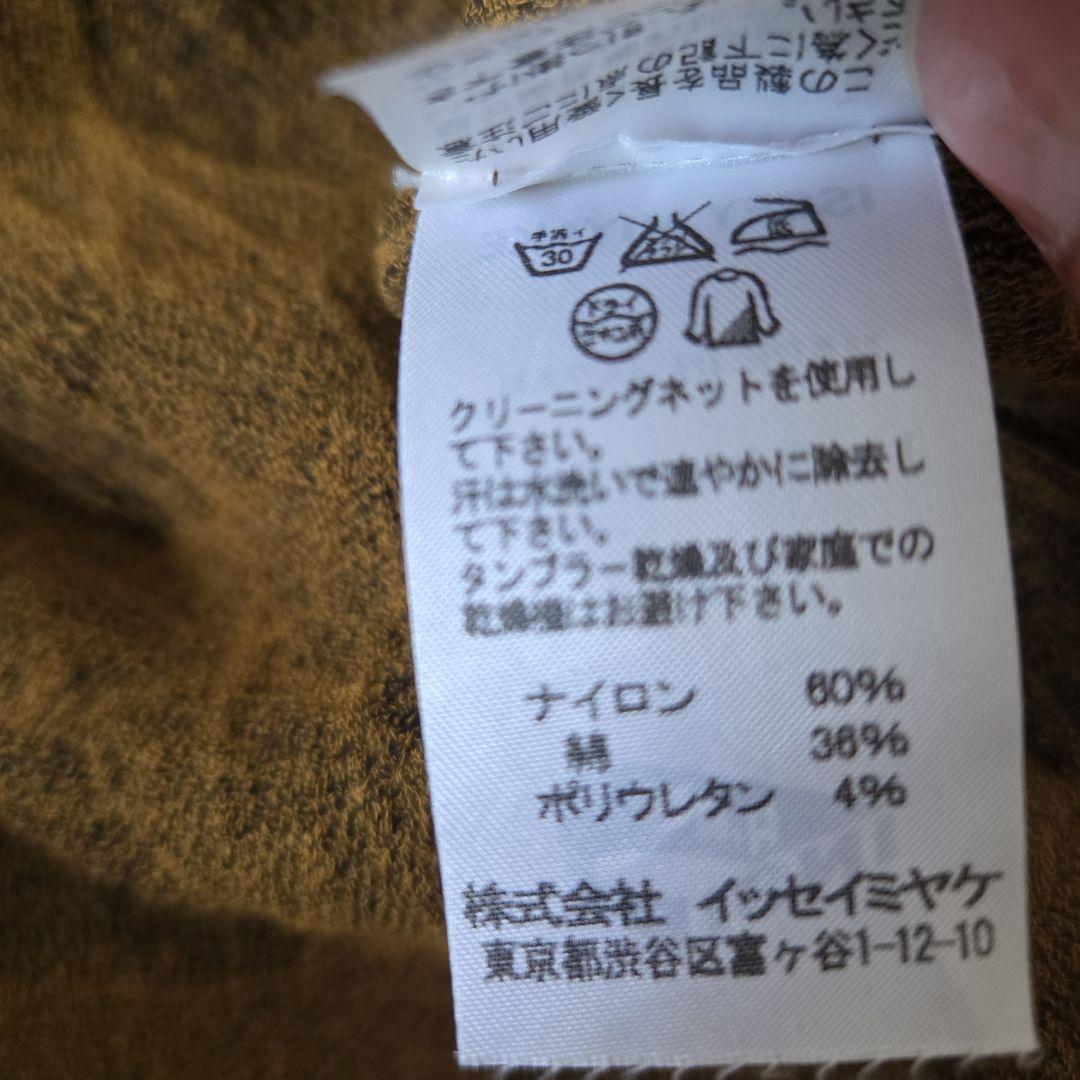 この製品
手洗イ
30
クリーニングネットを使用し
て下さい。
汗は水洗いで速やかに除去し
て下さい。
タンブラー乾燥及び家庭での
乾燥機はお避け下さい。
ナイロン 60%
36%
ポリウレタン 4%
株式会社 イッセイミヤケ
東京都渋谷区富ヶ谷1-12-10